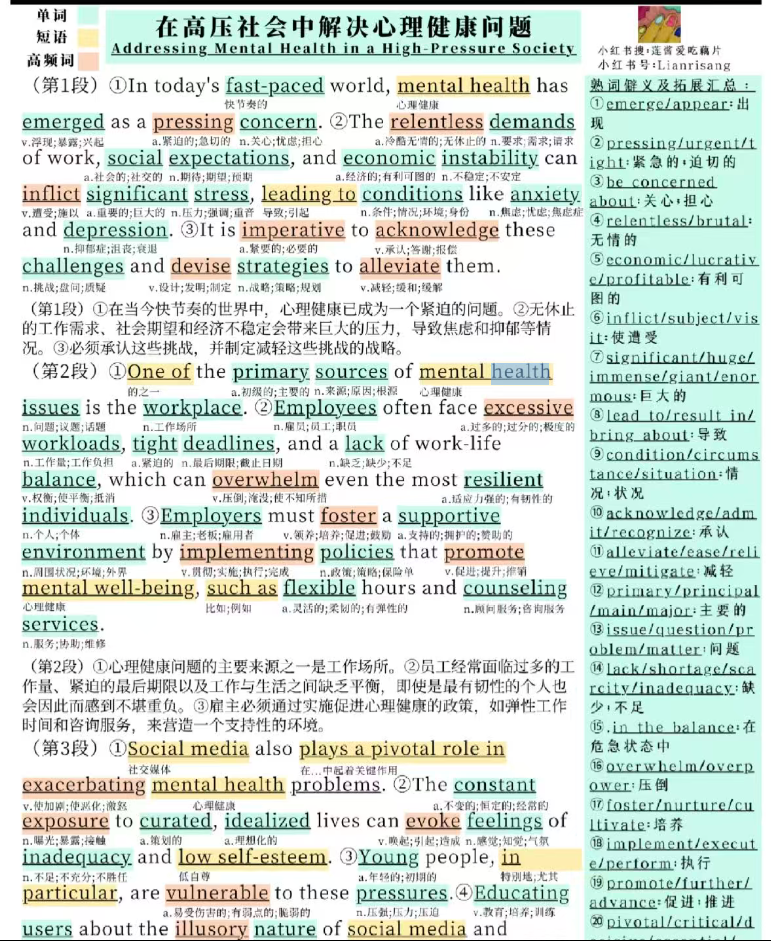 单词
短语
高频词
在高压社会中解决心理健康问题
Addressing Mental Health in a High-Pressure Society
小红书搜:莲酱爱吃藕片
小红书号:Lianrisang
（第1段）①In today's fast-paced world, mental health has
快节奏的 心理健康
emerged as a pressing concern. ②The relentless demands
v.浮现;暴露;兴起 a.紧迫的;急切的 n.关心;忧虑;担心 a.冷酷无情的;无休止的 n.要求;需求;请求
of work, social expectations, and economic instability can
a.社会的;社交的 n.期待;期望;预期 a.经济的;有利可图的 n.不稳定;不安定
inflict significant stress, leading to conditions like anxiety
v.遭受;施以 a.重要的;巨大的 n.压力;强调;重音 导致;引起 n.条件;情况;环境;身份 n.焦虑;忧虑;焦虑症
and depression. ③It is imperative to acknowledge these
n.抑郁症;沮丧;衰退 a.紧要的;必要的 v.承认;答谢;报偿
challenges and devise strategies to alleviate them.
n.挑战;盘问;质疑 v.设计;发明;制定 n.战略;策略;规划 v.减轻;缓和;缓解
（第1段）①在当今快节奏的世界中，心理健康已成为一个紧迫的问题。②无休止
的工作需求、社会期望和经济不稳定会带来巨大的压力，导致焦虑和抑郁等情
况。③必须承认这些挑战，并制定减轻这些挑战的战略。
（第2段）①One of the primary sources of mental health
的之一 a.初级的;主要的 n.来源;原因;根源 心理健康
issues is the workplace. ②Employees often face excessive
n.问题;议题;话题 n.工作场所 n.雇员;员工;职员 a.过多的;过分的;极度的
workloads, tight deadlines, and a lack of work-life
n.工作量;工作负担 a.紧迫的 n.最后期限;截止日期 n.缺乏;缺少;不足
balance, which can overwhelm even the most resilient
v.权衡;使平衡;抵消 v.压倒;淹没;使不知所措 a.适应力强的;有韧性的
individuals. ③Employers must foster a supportive
n.个人;个体 n.雇主;老板;雇用者 v.领养;培养;促进;鼓励 a.支持的;拥护的;赞助的
environment by implementing policies that promote
n.周围状况;环境;外界 v.贯彻;实施;执行;完成 n.政策;策略;保险单 v.促进;提升;推销
mental well-being, such as flexible hours and counseling
心理健康 比如;例如 a.灵活的;柔韧的;有弹性的 n.顾问服务;咨询服务
services.
n.服务;协助;维修
（第2段）①心理健康问题的主要来源之一是工作场所。②员工经常面临过多的工
作量、紧迫的最后期限以及工作与生活之间缺乏平衡，即使是最有韧性的个人也
会因此而感到不堪重负。③雇主必须通过实施促进心理健康的政策，如弹性工作
时间和咨询服务，来营造一个支持性的环境。
（第3段）①Social media also plays a pivotal role in
社交媒体 在...中起着关键作用
exacerbating mental health problems. ②The constant
v.使加剧;使恶化;激怒 心理健康 a.不变的;恒定的;经常的
exposure to curated, idealized lives can evoke feelings of
n.曝光;暴露;接触 a.策划的 a.理想化的 v.唤起;引起;造成 n.感觉;知觉;气氛
inadequacy and low self-esteem. ③Young people, in
n.不足;不充分;不胜任 低自尊 a.年轻的;初期的 特别地;尤其
particular, are vulnerable to these pressures.④Educating
a.易受伤害的;有弱点的;脆弱的 n.压强;压力;压迫 v.教育;培养;训练
users about the illusory nature of social media and
熟词僻义及拓展汇总：
①emerge/appear:出
现
②pressing/urgent/t
ight:紧急的,迫切的
③be concerned
about:关心,担心
④relentless/brutal:
无情的
⑤economic/lucrativ
e/profitable:有利可
图的
⑥inflict/subject/vis
it:使遭受
⑦significant/huge/
immense/giant/enor
mous:巨大的
⑧lead to/result in/
bring about:导致
⑨condition/circums
tance/situation:情
况,状况
⑩acknowledge/adm
it/recognize:承认
⑪alleviate/ease/reli
eve/mitigate:减轻
⑫primary/principal
/main/major:主要的
⑬issue/question/pr
oblem/matter:问题
⑭lack/shortage/sca
rcity/inadequacy:缺
少,不足
⑮.in the balance:在
危急状态中
⑯overwhelm/overp
ower:压倒
⑰foster/nurture/cu
ltivate:培养
⑱implement/execut
e/perform:执行
⑲promote/further/
advance:促进,推进
⑳pivotal/critical/d